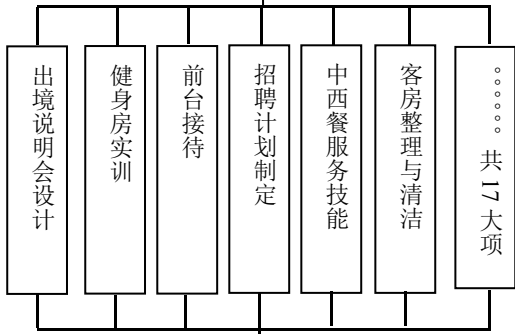 出境说明会设计
健身房实训
前台接待
招聘计划制定
中西餐服务技能
客房整理与清洁
。。。。。。共 17 大项